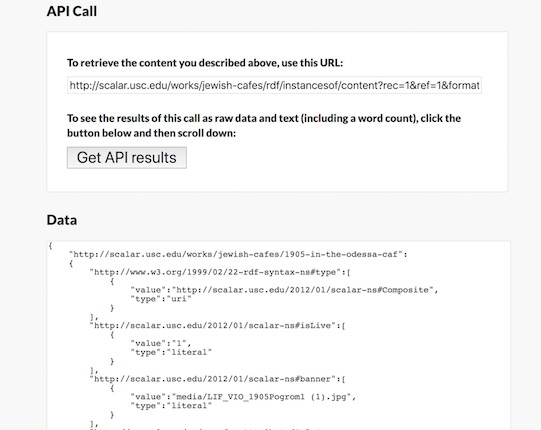 API Call
To retrieve the content you described above, use this URL:
http://scalar.usc.edu/works/jewish-cafes/rdf/instancesof/content?rec=1&ref=1&format
To see the results of this call as raw data and text (including a word count), click the
button below and then scroll down:
Get API results
Data
{
"http://scalar.usc.edu/works/jewish-cafes/1905-in-the-odessa-caf":
{
"http://www.w3.org/1999/02/22-rdf-syntax-ns#type":[
{
"value":"http://scalar.usc.edu/2012/01/scalar-ns#Composite",
"type":"uri"
}
],
"http://scalar.usc.edu/2012/01/scalar-ns#isLive":[
{
"value":"1",
"type":"literal"
}
],
"http://scalar.usc.edu/2012/01/scalar-ns#banner":[
{
"value":"media/LIF_VIO_1905Pogrom1 (1).jpg",
"type":"literal"
}
],